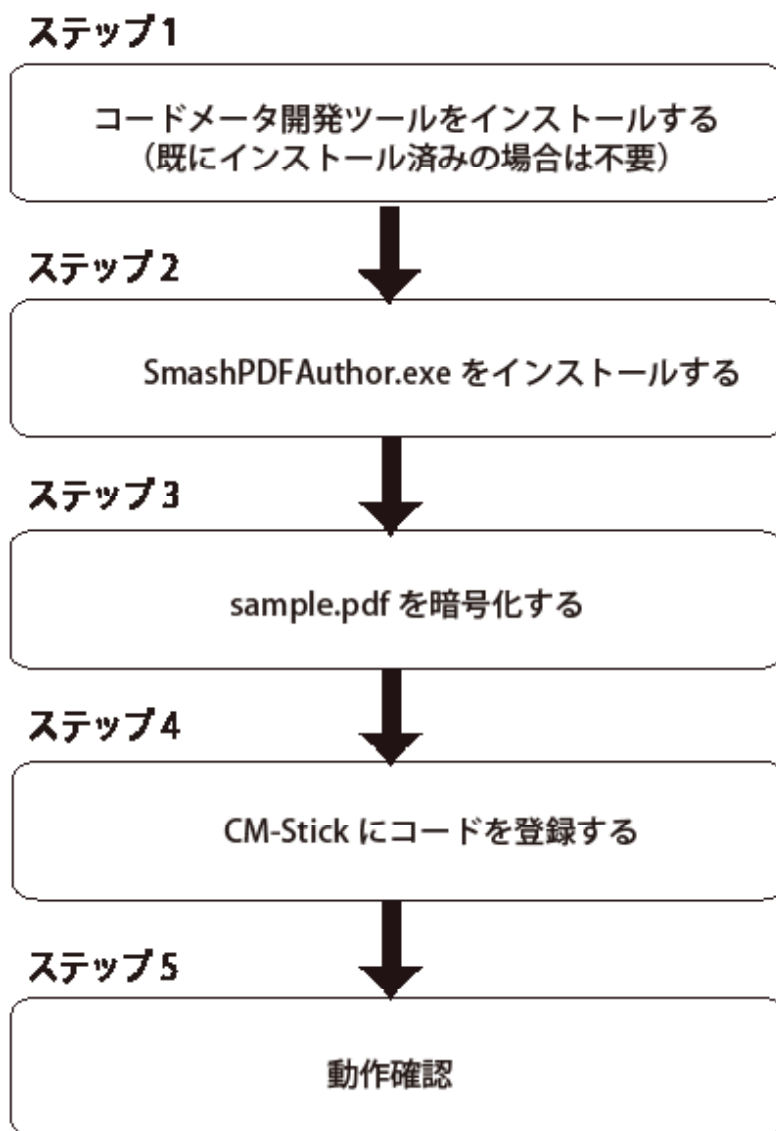 ステップ1
コードメータ開発ツールをインストールする
（既にインストール済みの場合は不要）
ステップ2
SmashPDFAuthor.exe をインストールする
ステップ3
sample.pdf を暗号化する
ステップ4
CM-Stick にコードを登録する
ステップ5
動作確認